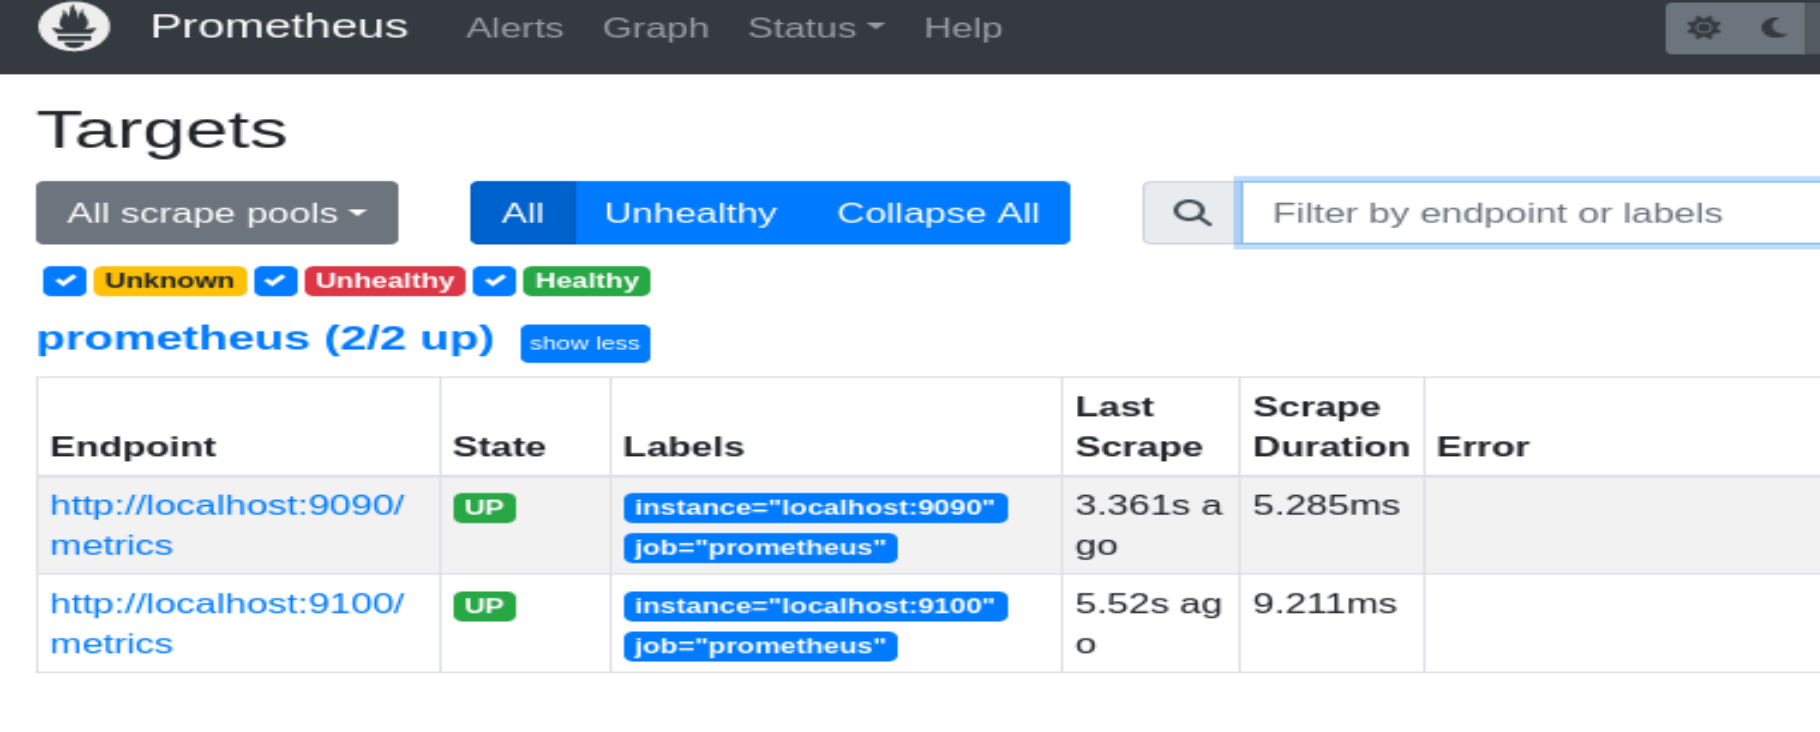 Prometheus Alerts Graph Status Help
Targets
All scrape pools All Unhealthy Collapse All Filter by endpoint or labels
Unknown Unhealthy Healthy
prometheus (2/2 up) show less
Endpoint State Labels Last Scrape Scrape Duration Error
http://localhost:9090/ UP instance="localhost:9090" 3.361s a 5.285ms
metrics job="prometheus" go
http://localhost:9100/ UP instance="localhost:9100" 5.52s ag 9.211ms
metrics job="prometheus" o